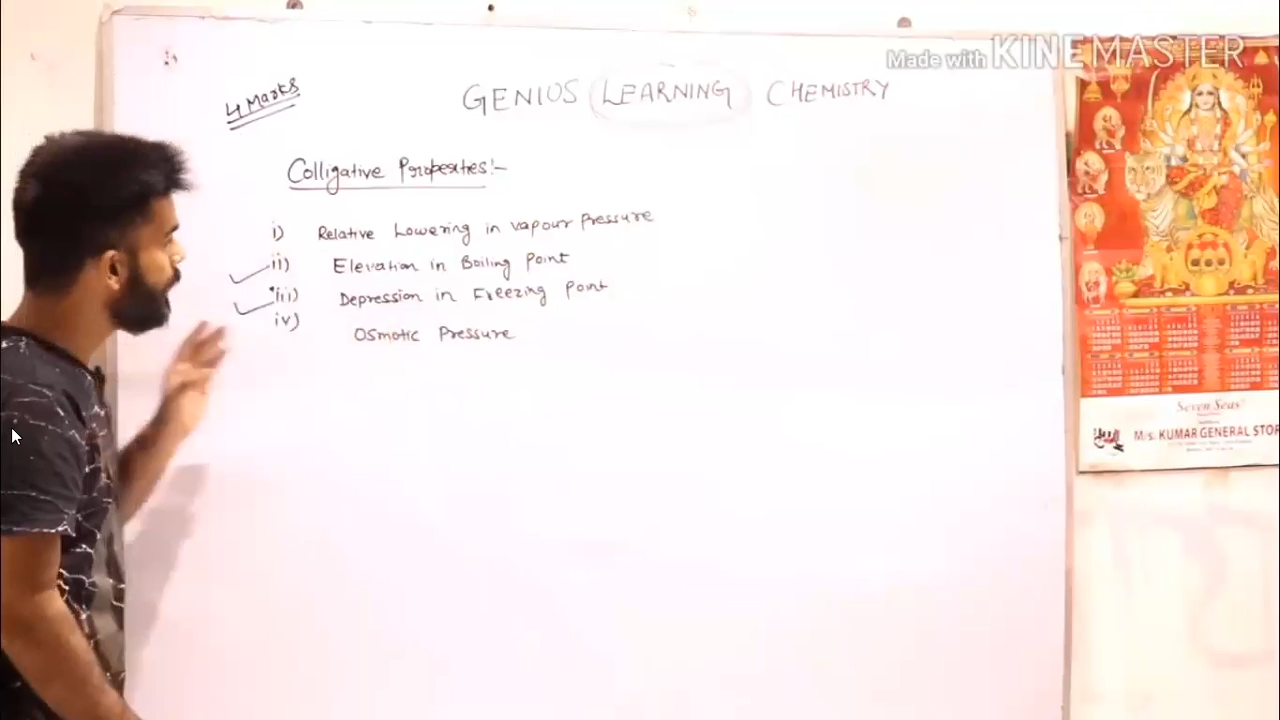 Made with KINEMASTER
4 Marks
GENIOUS LEARNING CHEMISTRY
Colligative Properties:-
i) Relative Lowering in Vapour Pressure
ii) Elevation in Boiling Point
iii) Depression in Freezing Point
iv) Osmotic Pressure
Seven Seas
M/s. KUMAR GENERAL STOR